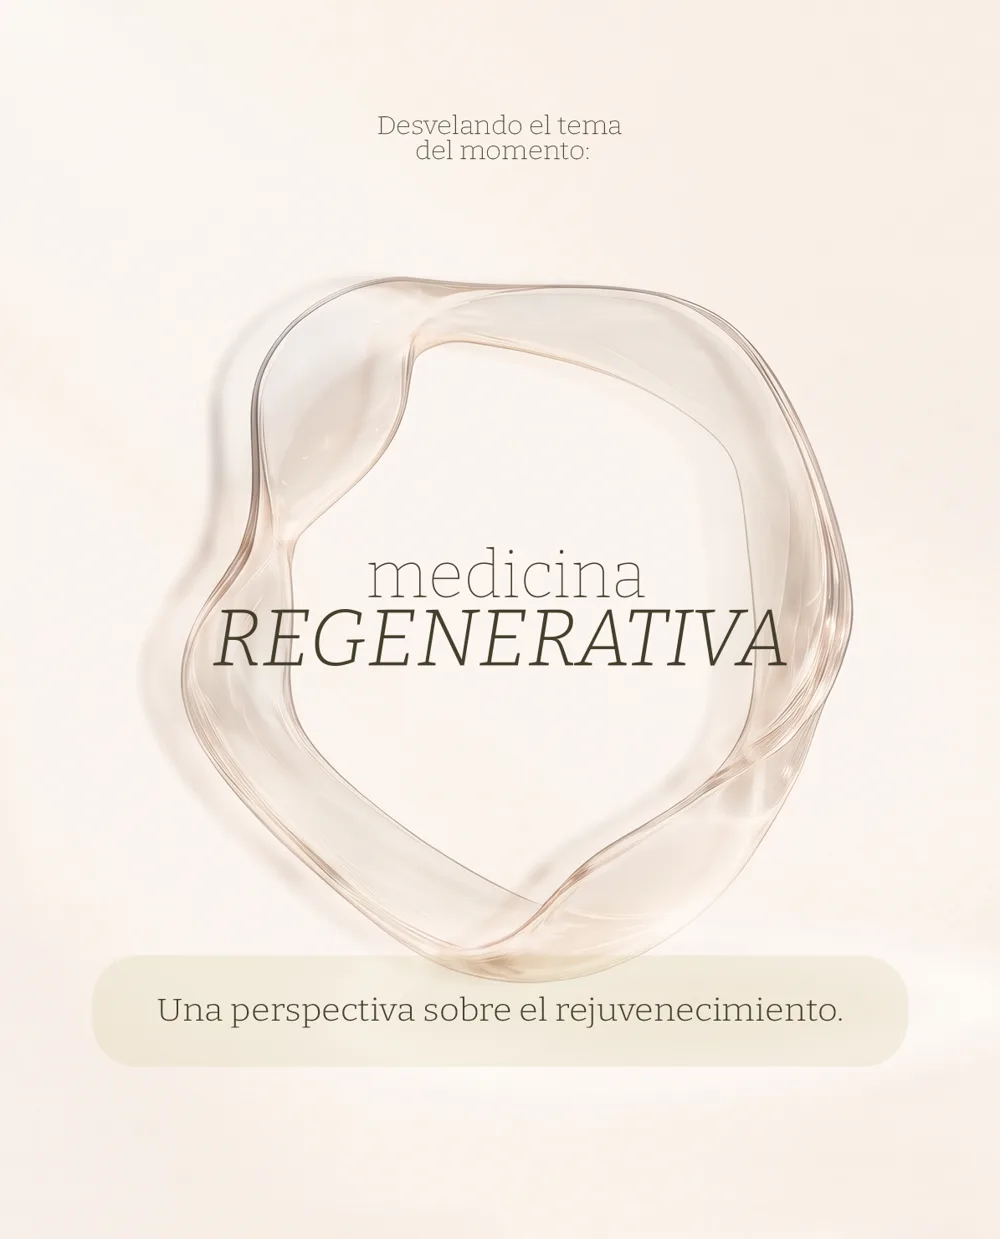 Desvelando el tema
del momento:
medicina
REGENERATIVA
Una perspectiva sobre el rejuvenecimiento.